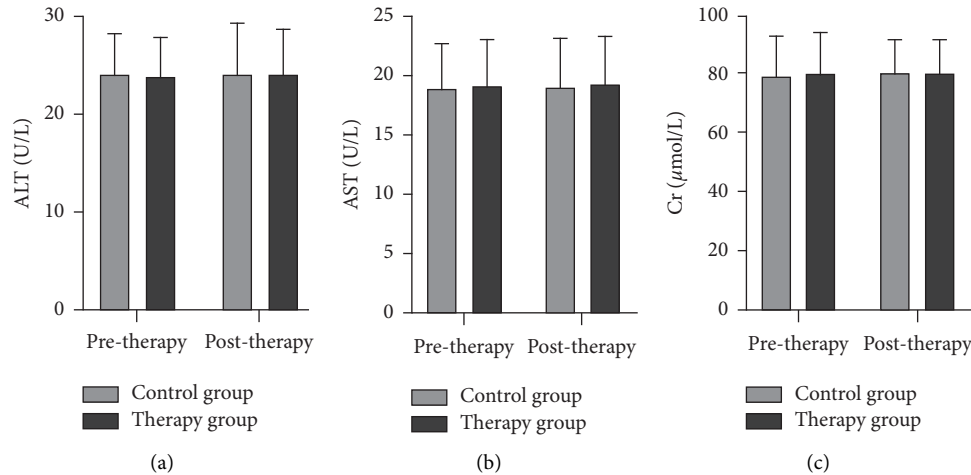 ALT (U/L)
30
20
10
0
Pre-therapy Post-therapy
Control group
Therapy group
(a)
AST (U/L)
25
20
15
10
5
0
Pre-therapy Post-therapy
Control group
Therapy group
(b)
Cr (μmol/L)
100
80
60
40
20
0
Pre-therapy Post-therapy
Control group
Therapy group
(c)